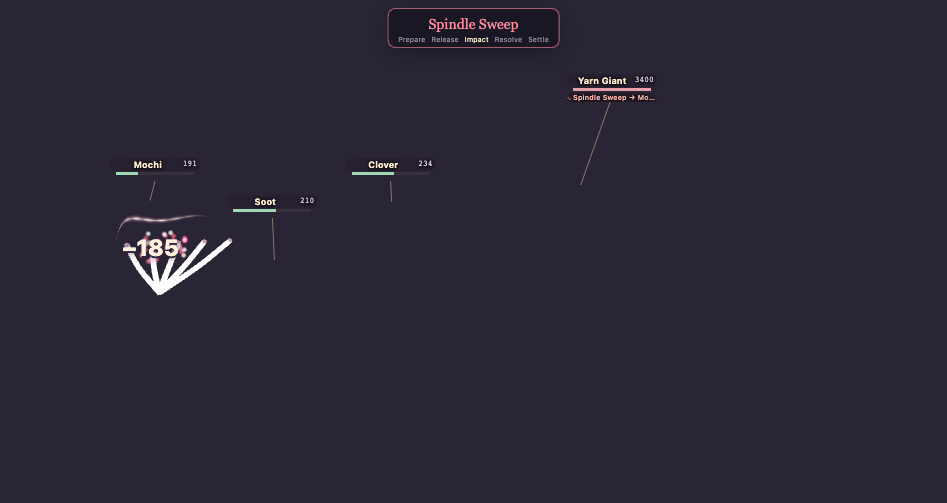 Spindle Sweep
Prepare Release Impact Resolve Settle
Yarn Giant 3400
Spindle Sweep → Mo...
Mochi 191
Clover 234
Soot 210
−185